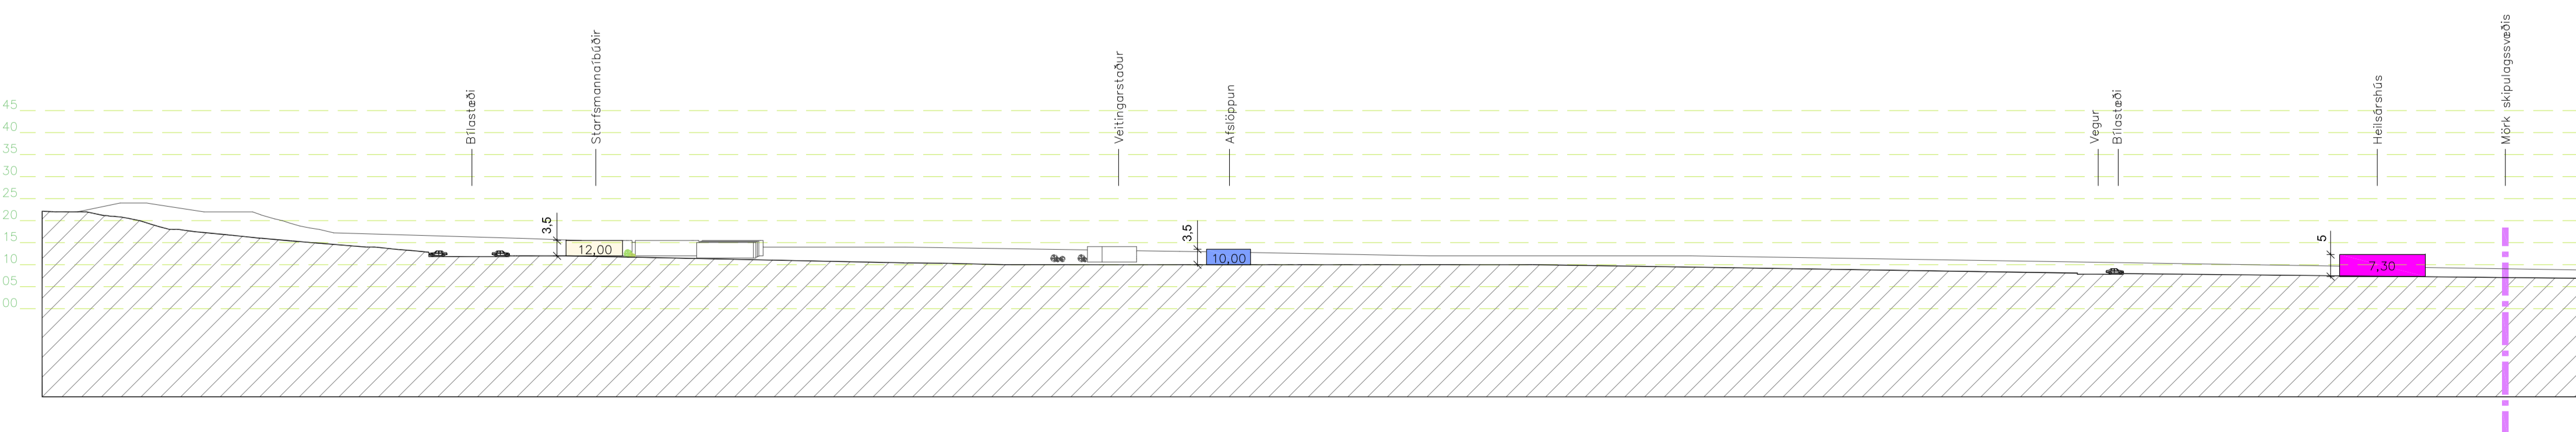 Bílastæði
Starfsmannaíbúðir
Veitingarstaður
Afslöppun
Vegur
Bílastæði
Heilsárshús
Mörk skipulagssvæðis
45
40
35
30
25
20
15
10
05
00
3,5
12,00
3,5
10,00
5
7,30